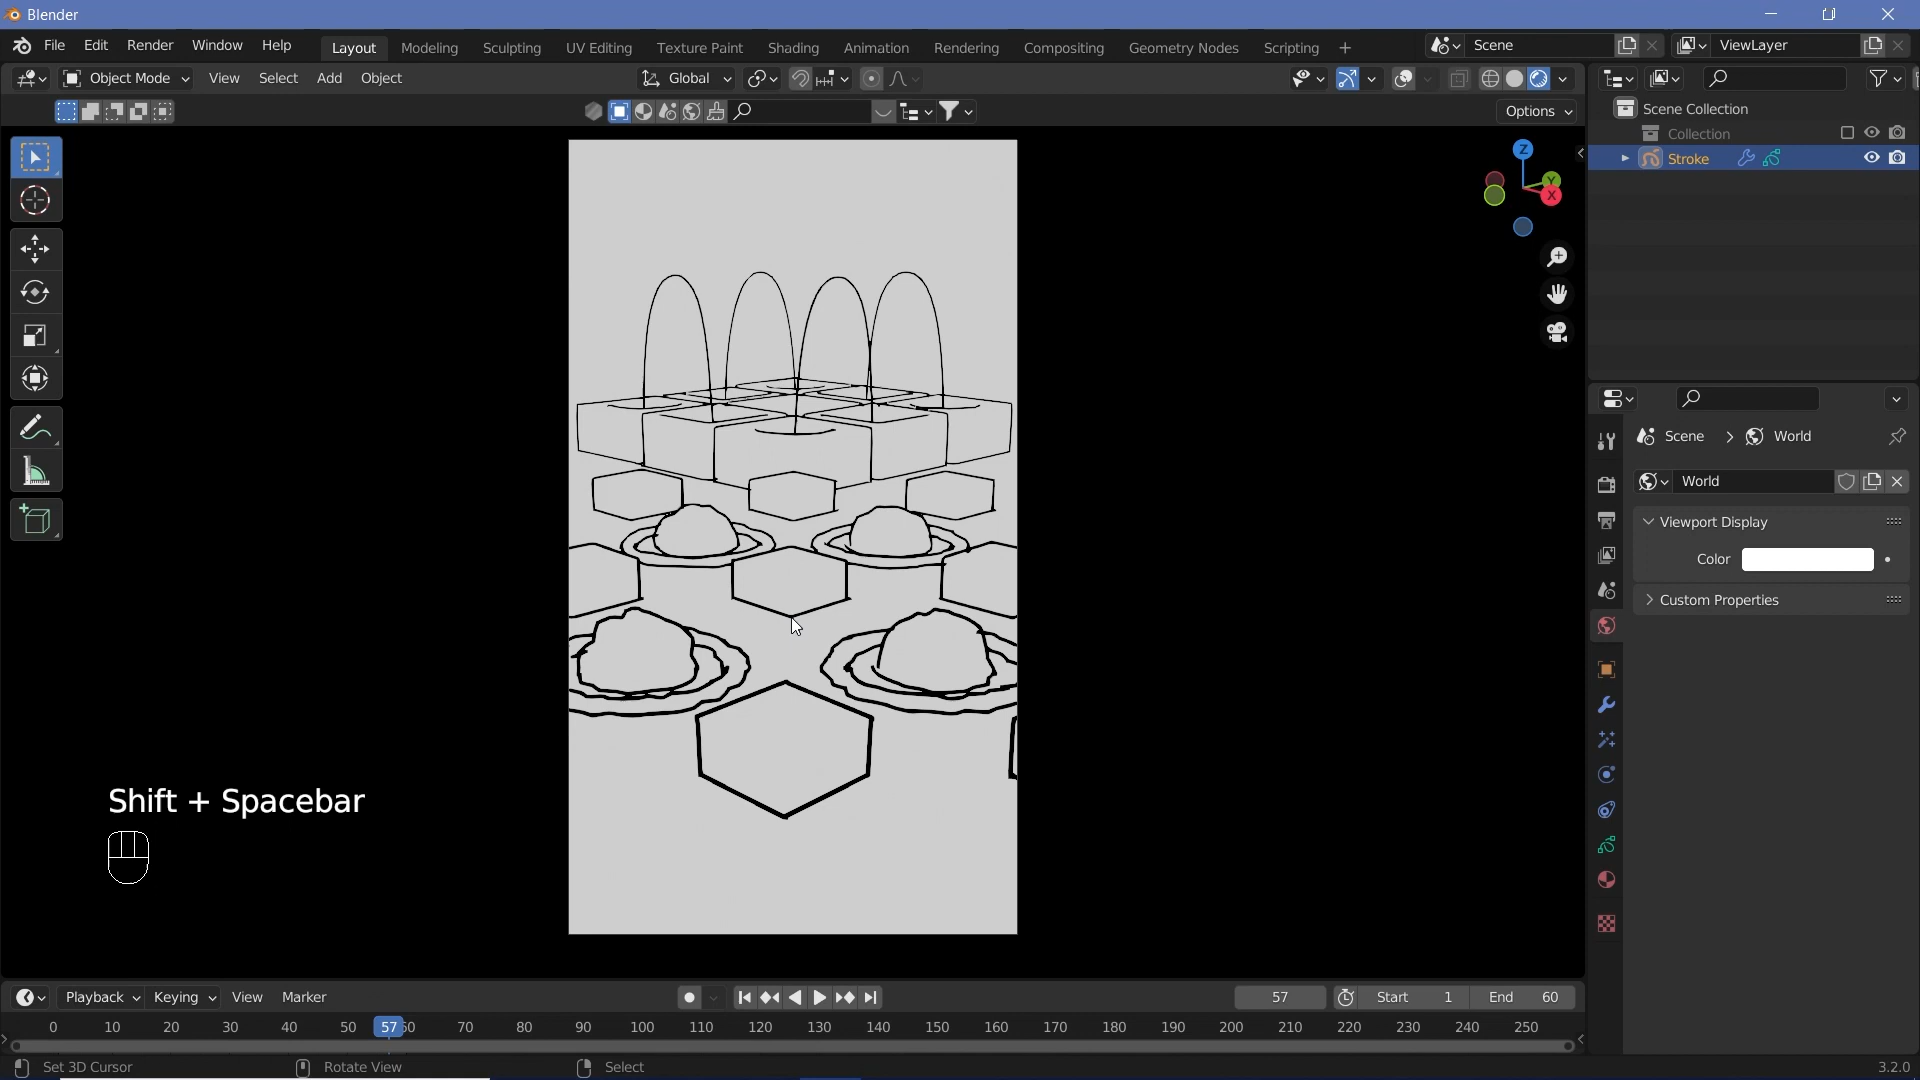 Blender
File Edit Render Window Help Layout Modeling Sculpting UV Editing Texture Paint Shading Animation Rendering Compositing Geometry Nodes Scripting + Scene ViewLayer
Object Mode View Select Add Object Global
Options
Scene Collection
Collection
Stroke
Z
Y
X
Scene > World
World
Viewport Display
Color
Custom Properties
Shift + Spacebar
Playback Keying View Marker 57 Start 1 End 60
0 10 20 30 40 50 57 60 70 80 90 100 110 120 130 140 150 160 170 180 190 200 210 220 230 240 250
Set 3D Cursor Rotate View Select 3.2.0